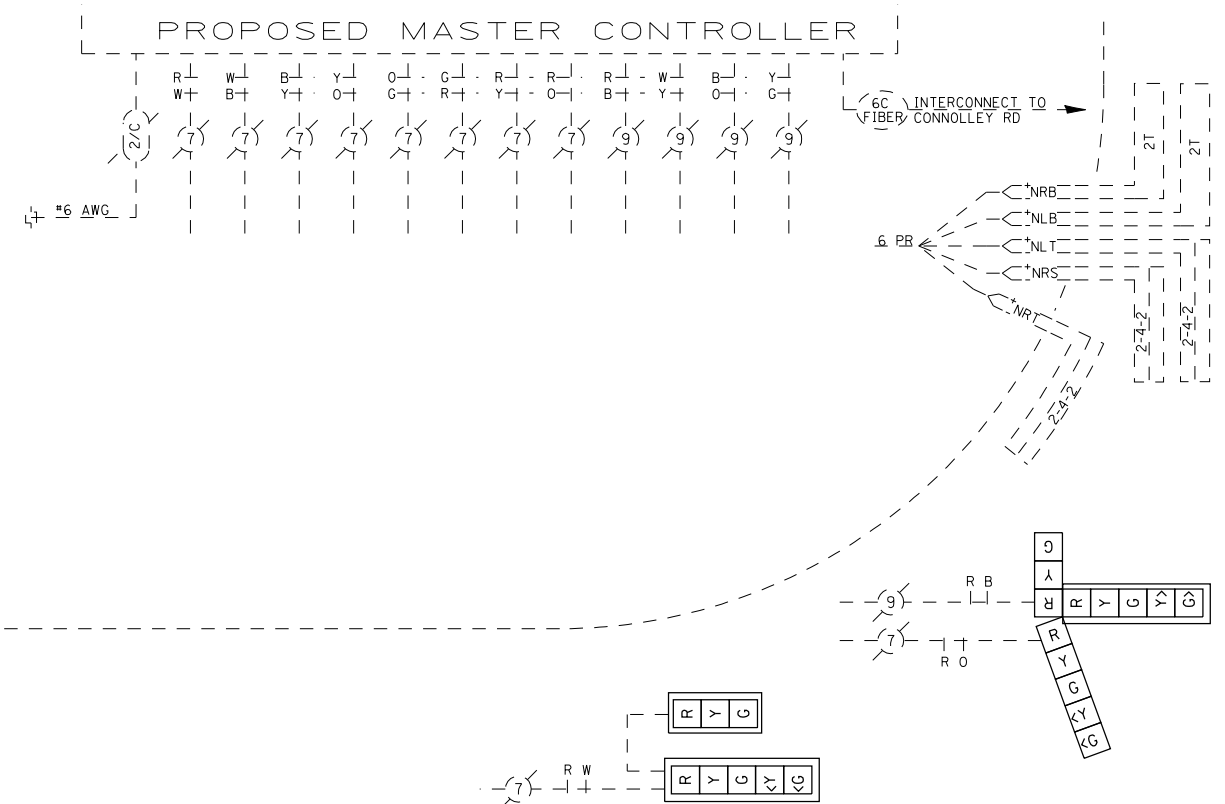 PROPOSED MASTER CONTROLLER
R W B Y O G R R R W B Y
W B Y O G R Y O B Y O G
2/C 7 7 7 7 7 7 7 7 9 9 9 9
6C FIBER
INTERCONNECT TO
CONNOLLEY RD
#6 AWG
2T
2T
+NRB
+NLB
6 PR
+NLT
+NRS
+NRT
2-4-2
2-4-2
2-4-2
G
Y
R
9 R B
R Y G Y> G>
7 R O
R
Y
G
<Y
<G
R Y G
7 R W
R Y G <Y <G